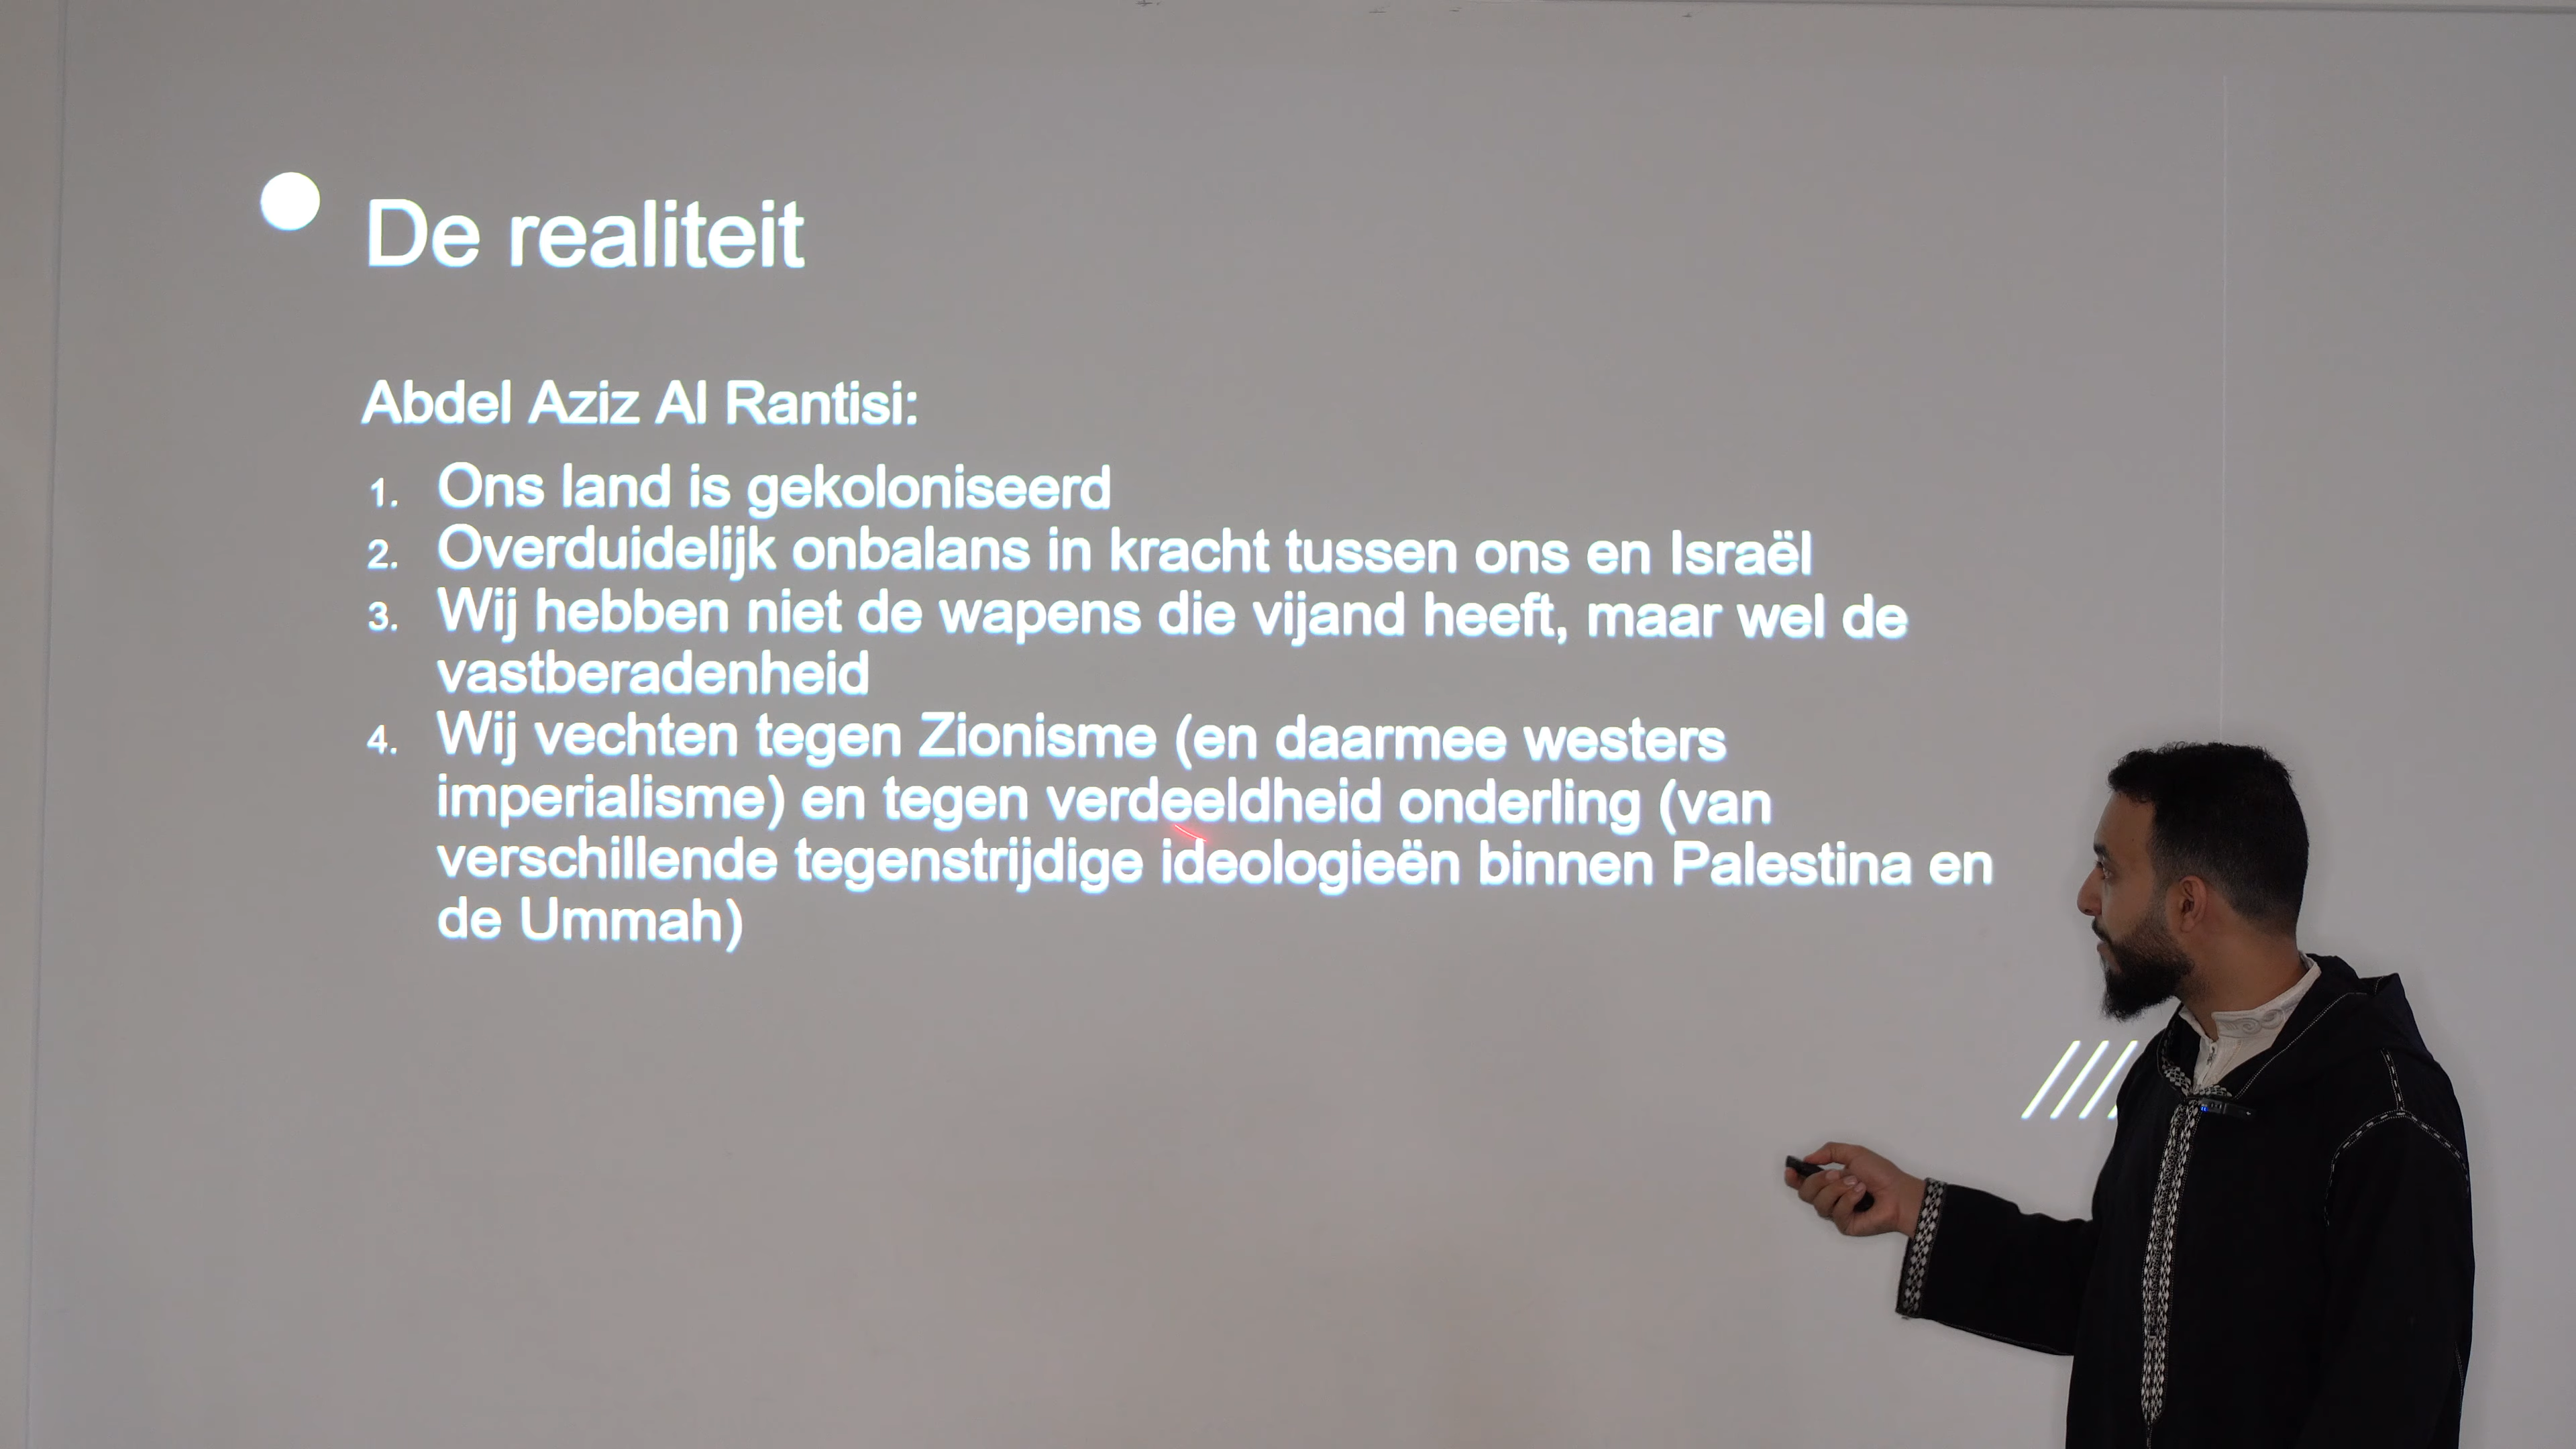 De realiteit
Abdel Aziz Al Rantisi:
1. Ons land is gekoloniseerd
2. Overduidelijk onbalans in kracht tussen ons en Israël
3. Wij hebben niet de wapens die vijand heeft, maar wel de
vastberadenheid
4. Wij vechten tegen Zionisme (en daarmee westers
imperialisme) en tegen verdeeldheid onderling (van
verschillende tegenstrijdige ideologieën binnen Palestina en
de Ummah)